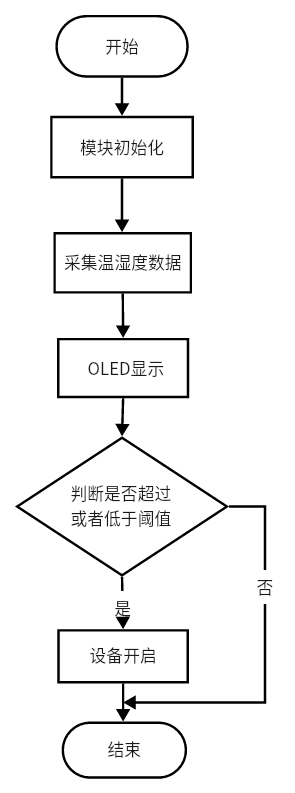 开始
模块初始化
采集温湿度数据
OLED显示
判断是否超过
或者低于阈值
否
是
设备开启
结束